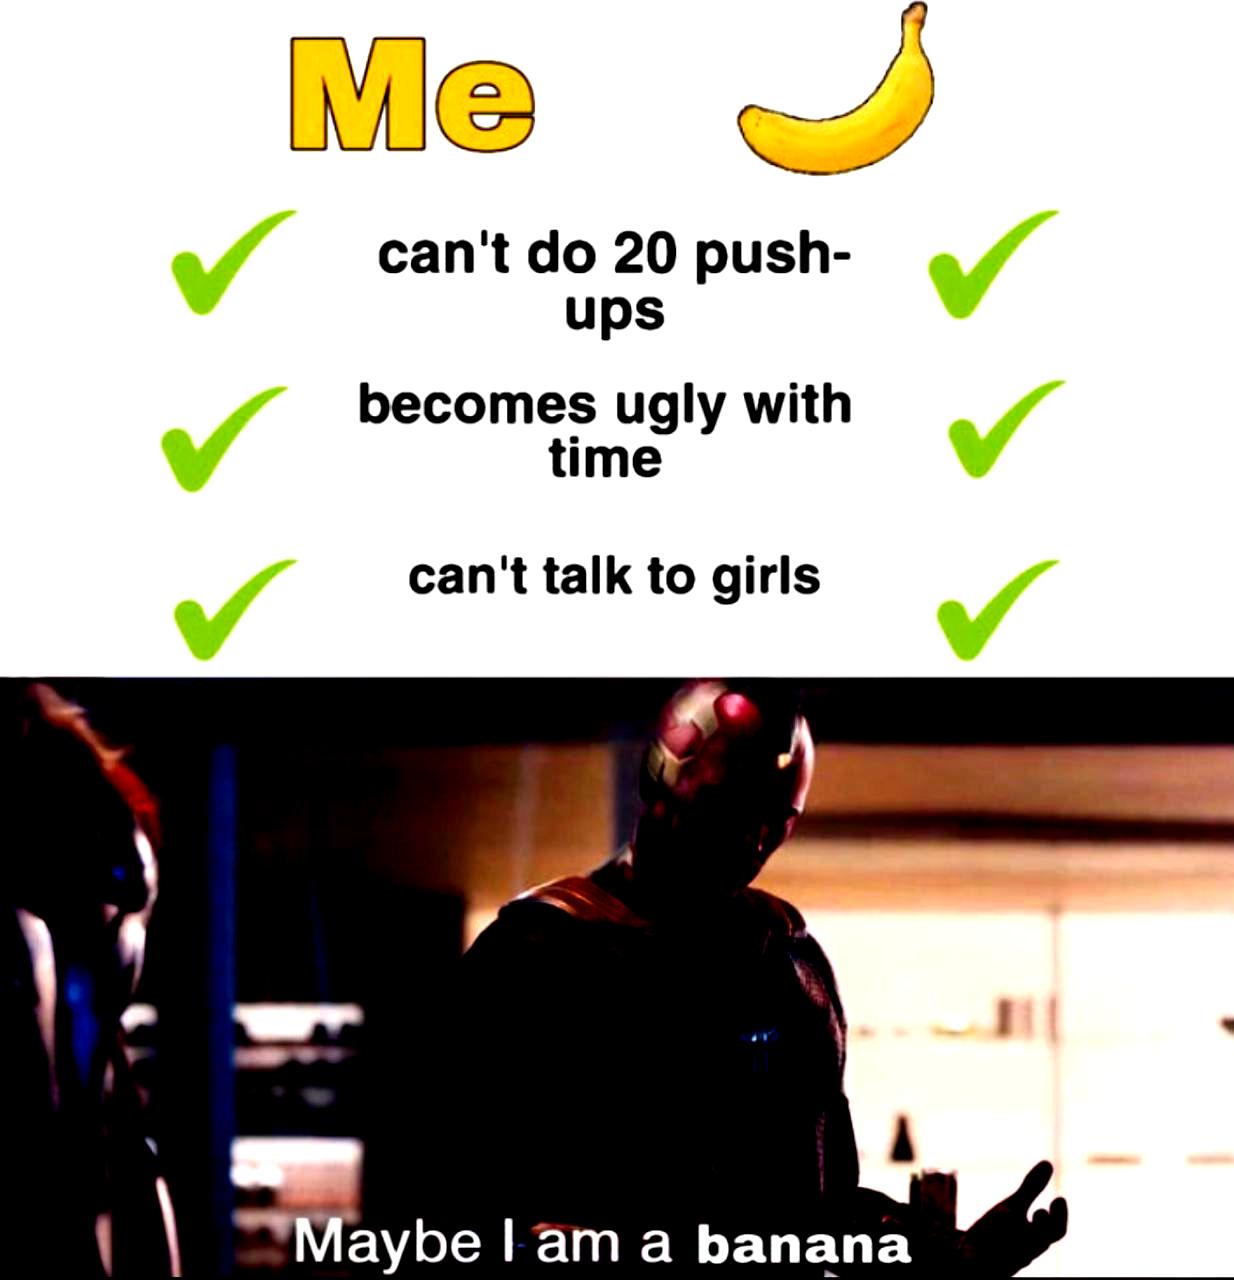 Me
can't do 20 push-
ups
becomes ugly with
time
can't talk to girls
Maybe I am a banana